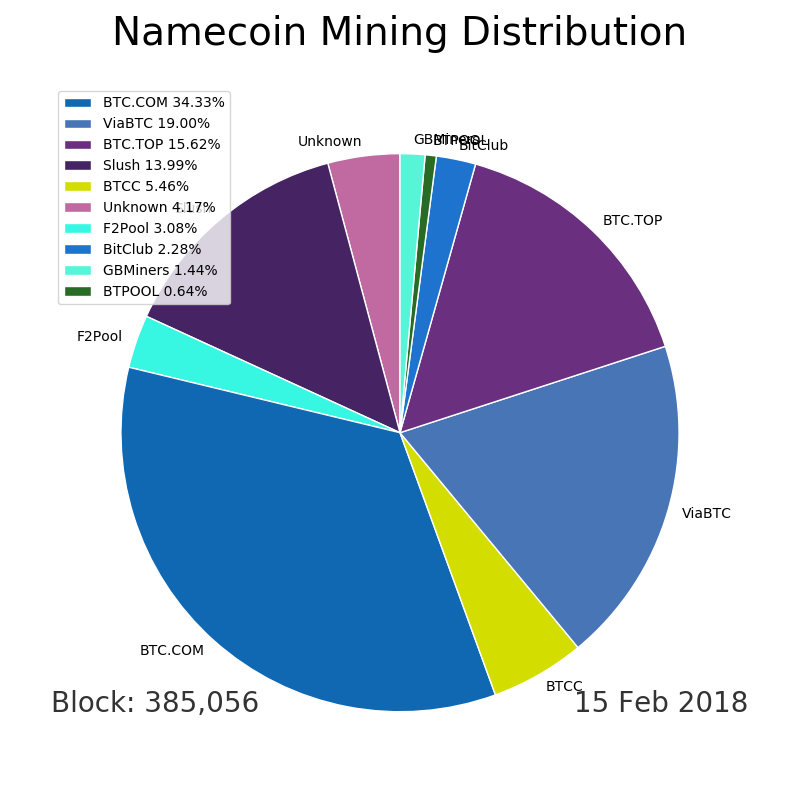 Namecoin Mining Distribution
BTC.COM 34.33%
ViaBTC 19.00%
BTC.TOP 15.62%
Slush 13.99%
BTCC 5.46%
Unknown 4.17%
F2Pool 3.08%
BitClub 2.28%
GBMiners 1.44%
BTPOOL 0.64%
Unknown
GBMiners
BTPOOL
BitClub
Slush
BTC.TOP
F2Pool
ViaBTC
BTC.COM
BTCC
Block: 385,056
15 Feb 2018